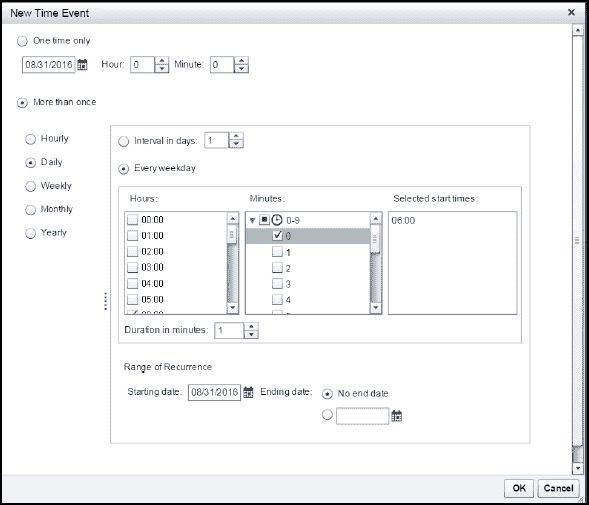 New Time Event
One time only
08/31/2016 Hour: 0 Minute: 0
More than once
Hourly
Daily
Weekly
Monthly
Yearly
Interval in days: 1
Every weekday
Hours: Minutes: Selected start times:
00:00 0-9 06:00
01:00 0
02:00 1
03:00 2
04:00 3
05:00 4
Duration in minutes: 1
Range of Recurrence
Starting date: 08/31/2016 Ending date: No end date
OK Cancel